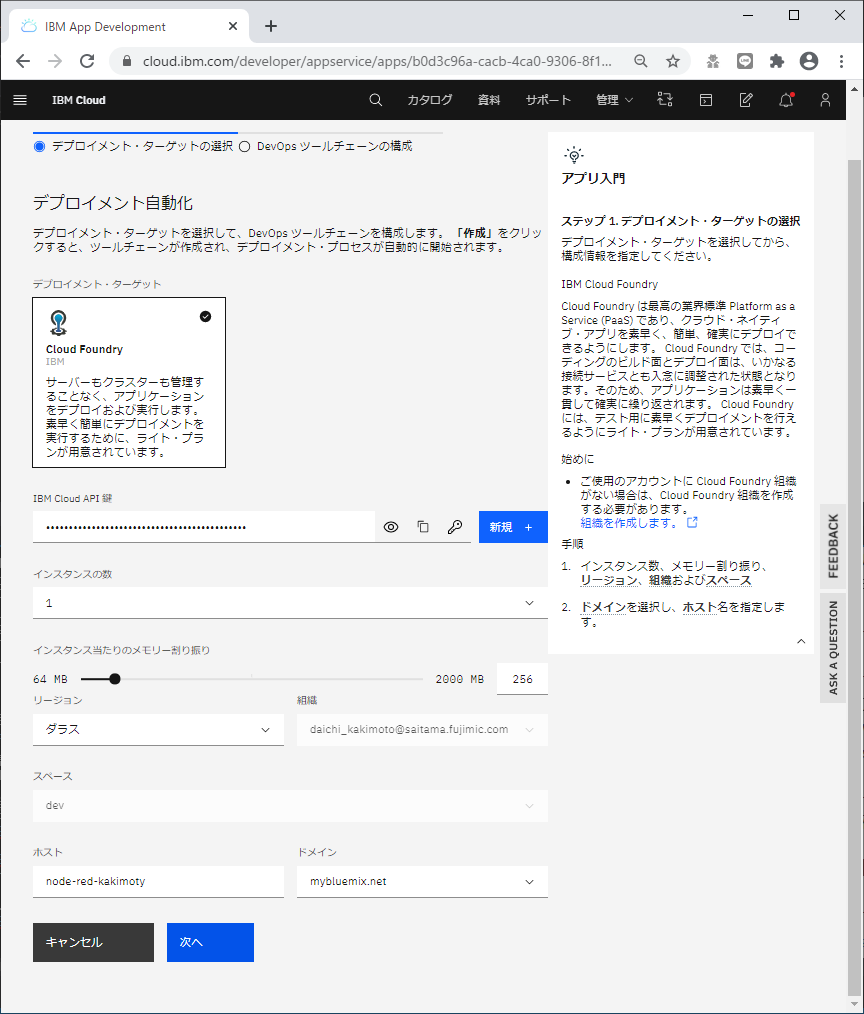 IBM App Development
cloud.ibm.com/developer/appservice/apps/b0d3c96a-cacb-4ca0-9306-8f1...
IBM Cloud
カタログ
資料
サポート
管理
デプロイメント・ターゲットの選択
DevOps ツールチェーンの構成
デプロイメント自動化
デプロイメント・ターゲットを選択して、DevOps ツールチェーンを構成します。「作成」をクリッ
クすると、ツールチェーンが作成され、デプロイメント・プロセスが自動的に開始されます。
デプロイメント・ターゲット
Cloud Foundry
IBM
サーバーもクラスターも管理す
ることなく、アプリケーション
をデプロイおよび実行します。
素早く簡単にデプロイメントを
実行するために、ライト・プラ
ンが用意されています。
IBM Cloud API 鍵
新規 +
インスタンスの数
1
インスタンス当たりのメモリー割り振り
64 MB
2000 MB
256
リージョン
組織
ダラス
daichi_kakimoto@saitama.fujimic.com
スペース
dev
ホスト
ドメイン
node-red-kakimoty
mybluemix.net
キャンセル
次へ
アプリ入門
ステップ 1. デプロイメント・ターゲットの選択
デプロイメント・ターゲットを選択してから、
構成情報を指定してください。
IBM Cloud Foundry
Cloud Foundry は最高の業界標準 Platform as a
Service (PaaS) であり、クラウド・ネイティ
ブ・アプリを素早く、簡単、確実にデプロイで
きるようにします。 Cloud Foundry では、コー
ディングのビルド面とデプロイ面は、いかなる
接続サービスとも入念に調整された状態となり
ます。そのため、アプリケーションは素早く一
貫して確実に繰り返されます。 Cloud Foundry
には、テスト用に素早くデプロイメントを行え
るようにライト・プランが用意されています。
始めに
• ご使用のアカウントに Cloud Foundry 組織
がない場合は、Cloud Foundry 組織を作成
する必要があります。
組織を作成します。
手順
1. インスタンス数、メモリー割り振り、
リージョン、組織およびスペース
2. ドメインを選択し、ホスト名を指定しま
す。
FEEDBACK
ASK A QUESTION